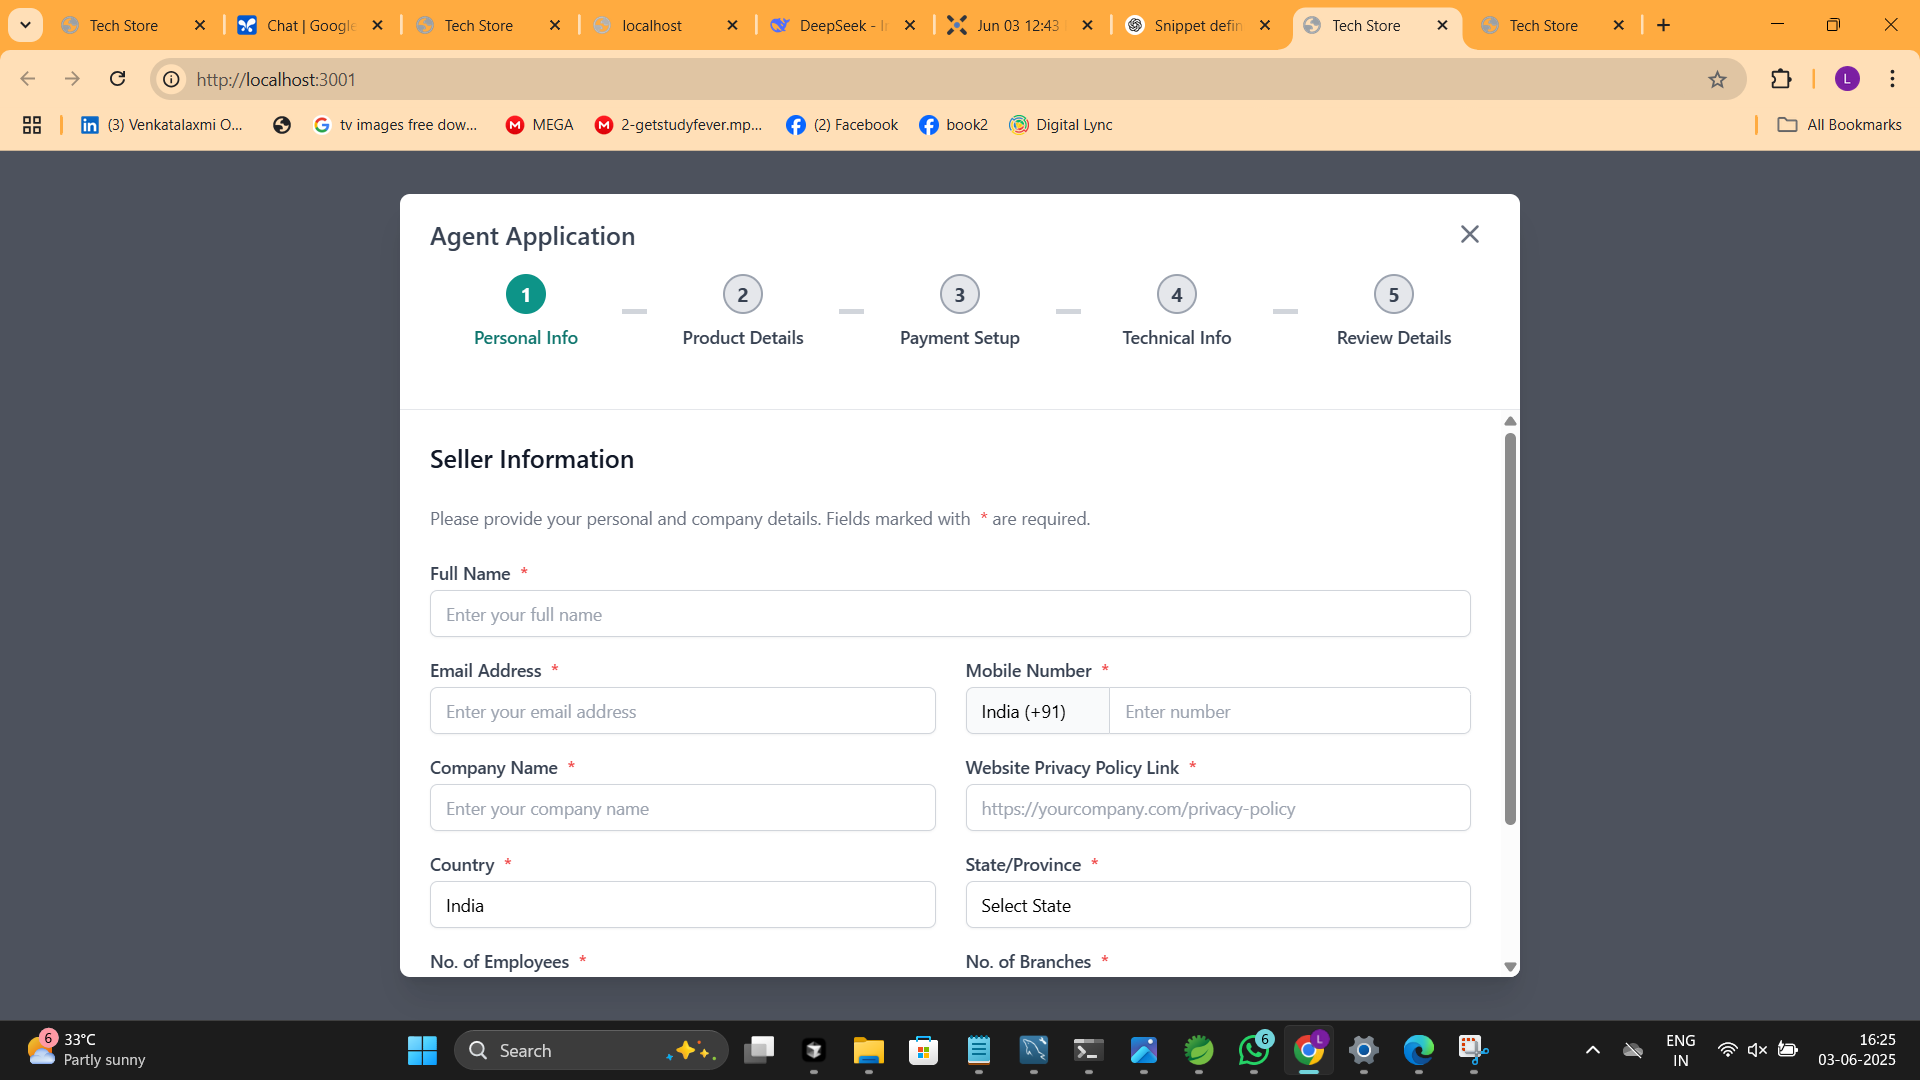 Tech Store
Chat | Google
Tech Store
localhost
DeepSeek - I
Jun 03 12:43
Snippet defin
Tech Store
Tech Store
http://localhost:3001
L
(3) Venkatalaxmi O...
tv images free dow...
MEGA
2-getstudyfever.mp...
(2) Facebook
book2
Digital Lync
All Bookmarks
Agent Application
1
2
3
4
5
Personal Info
Product Details
Payment Setup
Technical Info
Review Details
Seller Information
Please provide your personal and company details. Fields marked with * are required.
Full Name *
Enter your full name
Email Address *
Mobile Number *
Enter your email address
India (+91)
Enter number
Company Name *
Website Privacy Policy Link *
Enter your company name
https://yourcompany.com/privacy-policy
Country *
State/Province *
India
Select State
No. of Employees *
No. of Branches *
6
33°C
Partly sunny
Search
6
L
ENG
IN
16:25
03-06-2025